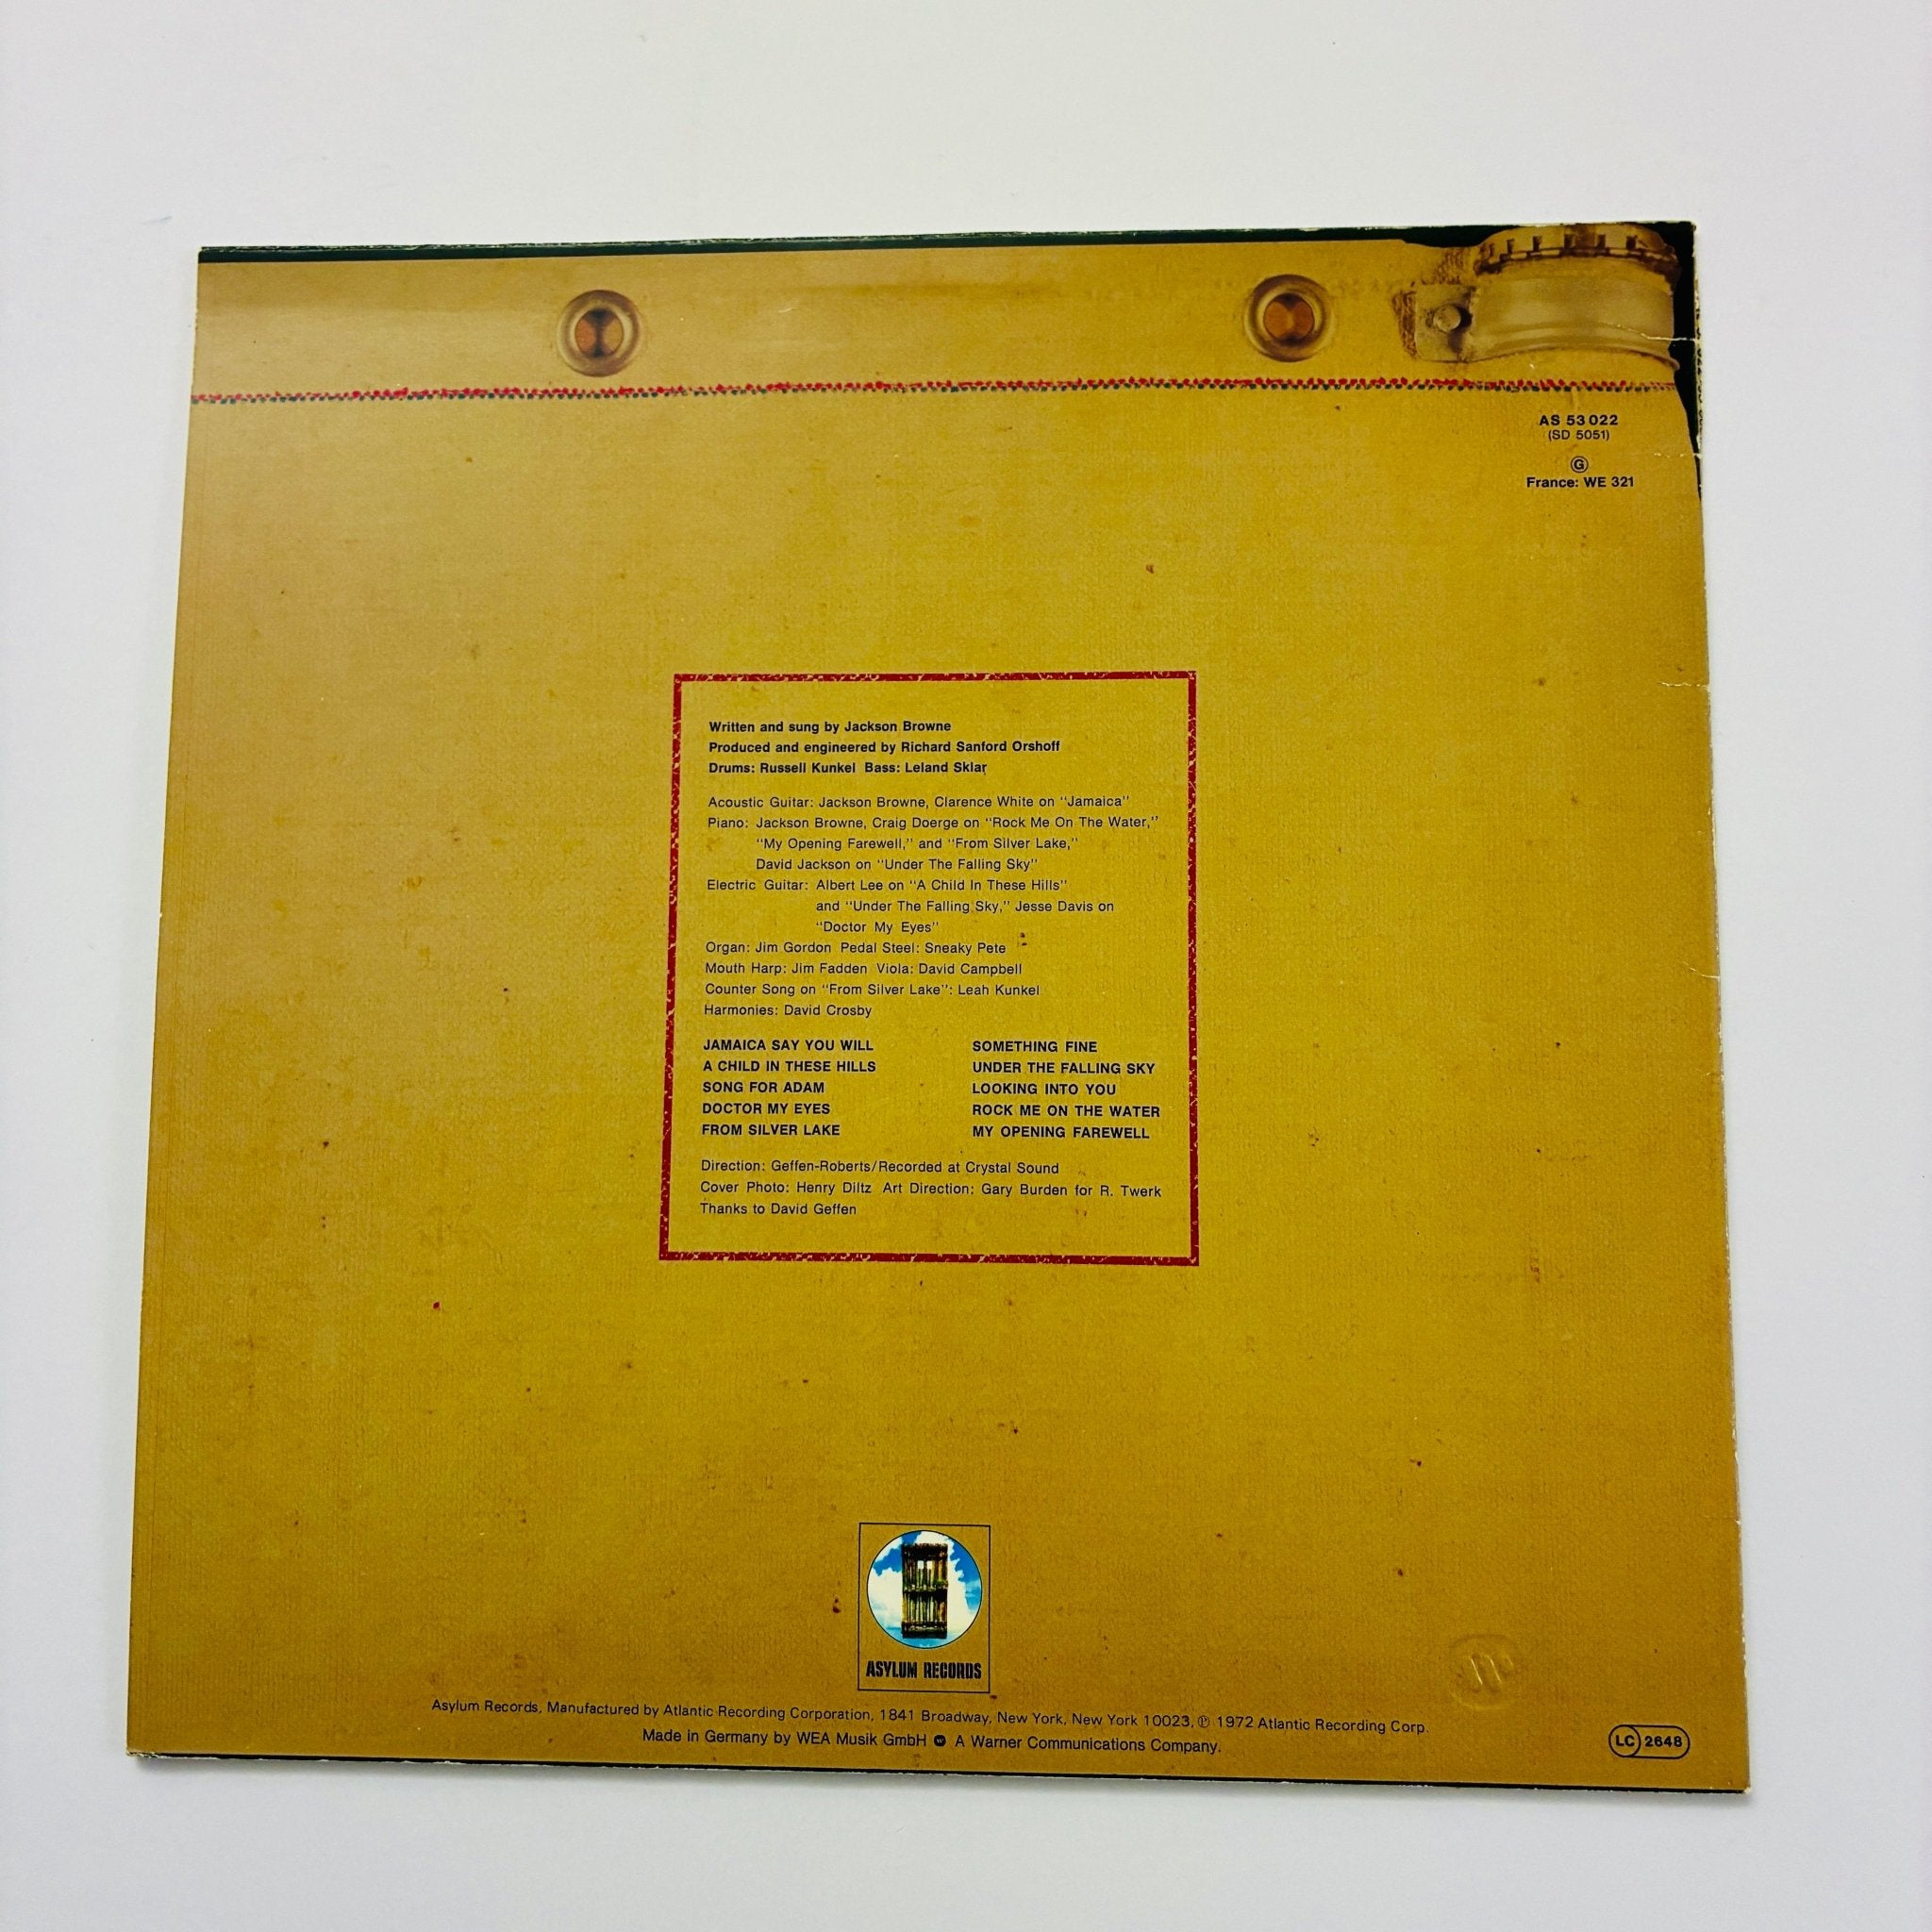 AS 53 022
(SD 5051)
G
France: WE 321
Written and sung by Jackson Browne
Produced and engineered by Richard Sanford Orshoff
Drums: Russell Kunkel Bass: Leland Sklar
Acoustic Guitar: Jackson Browne, Clarence White on "Jamaica"
Piano: Jackson Browne, Craig Doerge on "Rock Me On The Water,"
"My Opening Farewell," and "From Silver Lake,"
David Jackson on "Under The Falling Sky"
Electric Guitar: Albert Lee on "A Child In These Hills"
and "Under The Falling Sky," Jesse Davis on
"Doctor My Eyes"
Organ: Jim Gordon Pedal Steel: Sneaky Pete
Mouth Harp: Jim Fadden Viola: David Campbell
Counter Song on "From Silver Lake": Leah Kunkel
Harmonies: David Crosby
JAMAICA SAY YOU WILL
A CHILD IN THESE HILLS
SONG FOR ADAM
DOCTOR MY EYES
FROM SILVER LAKE
SOMETHING FINE
UNDER THE FALLING SKY
LOOKING INTO YOU
ROCK ME ON THE WATER
MY OPENING FAREWELL
Direction: Geffen-Roberts/Recorded at Crystal Sound
Cover Photo: Henry Diltz Art Direction: Gary Burden for R. Twerk
Thanks to David Geffen
ASYLUM RECORDS
Asylum Records, Manufactured by Atlantic Recording Corporation, 1841 Broadway, New York, New York 10023, ℗ 1972 Atlantic Recording Corp.
Made in Germany by WEA Musik GmbH A Warner Communications Company.
LC 2648